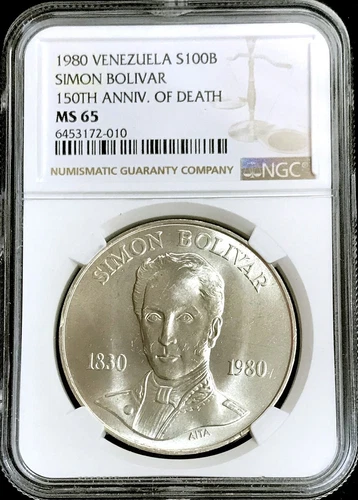 1980 VENEZUELA S100B
SIMON BOLIVAR
150TH ANNIV. OF DEATH
MS 65
6453172-010
NUMISMATIC GUARANTY COMPANY
NGC
SIMON BOLIVAR
1830 1980
AITA